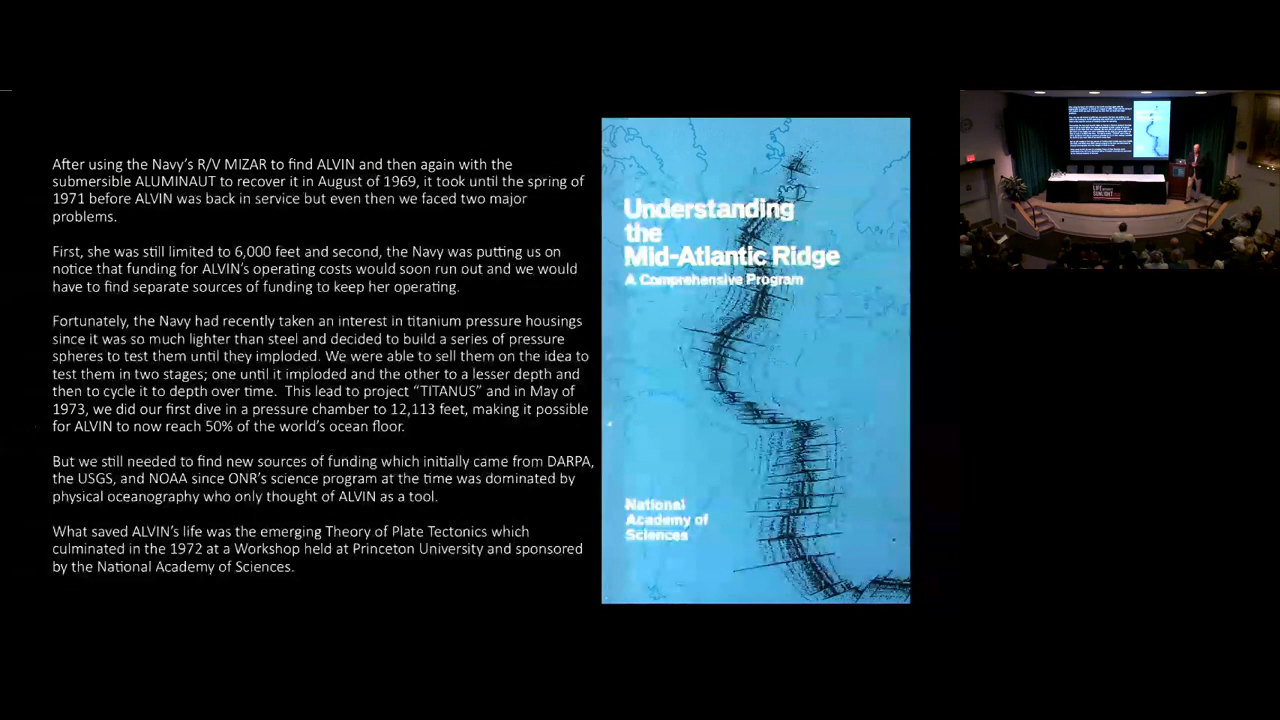 After using the Navy's R/V MIZAR to find ALVIN and then again with the
submersible ALUMINAUT to recover it in August of 1969, it took until the spring of
1971 before ALVIN was back in service but even then we faced two major
problems.
First, she was still limited to 6,000 feet and second, the Navy was putting us on
notice that funding for ALVIN's operating costs would soon run out and we would
have to find separate sources of funding to keep her operating.
Fortunately, the Navy had recently taken an interest in titanium pressure housings
since it was so much lighter than steel and decided to build a series of pressure
spheres to test them until they imploded. We were able to sell them on the idea to
test them in two stages; one until it imploded and the other to a lesser depth and
then to cycle it to depth over time.  This lead to project “TITANUS” and in May of
1973, we did our first dive in a pressure chamber to 12,113 feet, making it possible
for ALVIN to now reach 50% of the world's ocean floor.
But we still needed to find new sources of funding which initially came from DARPA,
the USGS, and NOAA since ONR's science program at the time was dominated by
physical oceanography who only thought of ALVIN as a tool.
What saved ALVIN's life was the emerging Theory of Plate Tectonics which
culminated in the 1972 at a Workshop held at Princeton University and sponsored
by the National Academy of Sciences.
Understanding
the
Mid-Atlantic Ridge
A Comprehensive Program
National
Academy of
Sciences